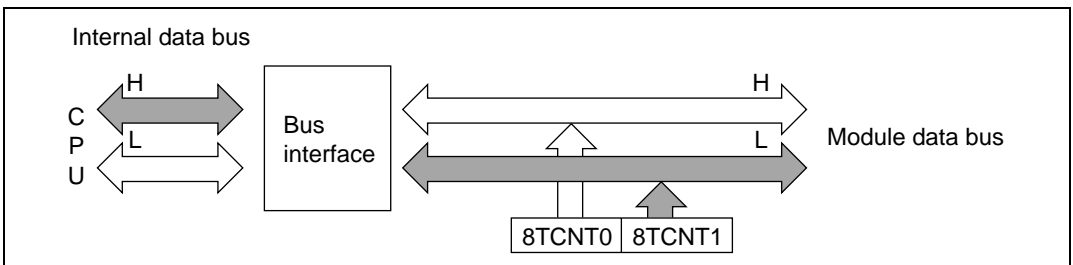 Internal data bus
H
H
C
P
U
L
Bus
interface
L
Module data bus
8TCNT0
8TCNT1